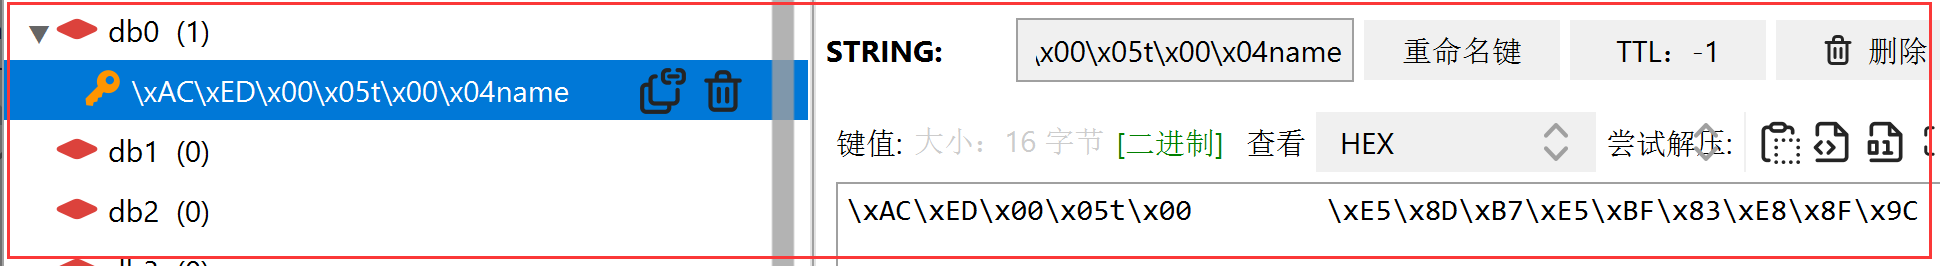 db0 (1)
\xAC\xED\x00\x05t\x00\x04name
db1 (0)
db2 (0)
STRING:
\x00\x05t\x00\x04name
重命名键
TTL：-1
删除
键值: 大小：16 字节 [二进制] 查看 HEX 尝试解压:
\xAC\xED\x00\x05t\x00 \xE5\x8D\xB7\xE5\xBF\x83\xE8\x8F\x9C